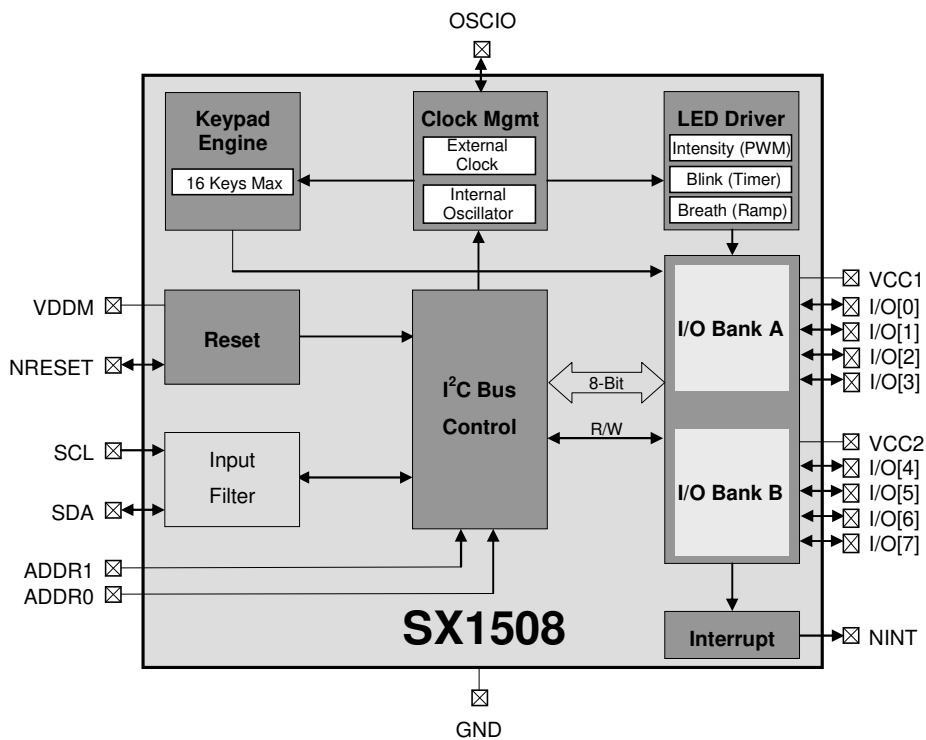 OSCIO
Keypad
Engine
16 Keys Max
Clock Mgmt
External
Clock
Internal
Oscillator
LED Driver
Intensity (PWM)
Blink (Timer)
Breath (Ramp)
VDDM
NRESET
Reset
SCL
SDA
Input
Filter
ADDR1
ADDR0
I²C Bus
Control
8-Bit
R/W
I/O Bank A
VCC1
I/O[0]
I/O[1]
I/O[2]
I/O[3]
I/O Bank B
VCC2
I/O[4]
I/O[5]
I/O[6]
I/O[7]
SX1508
Interrupt
NINT
GND